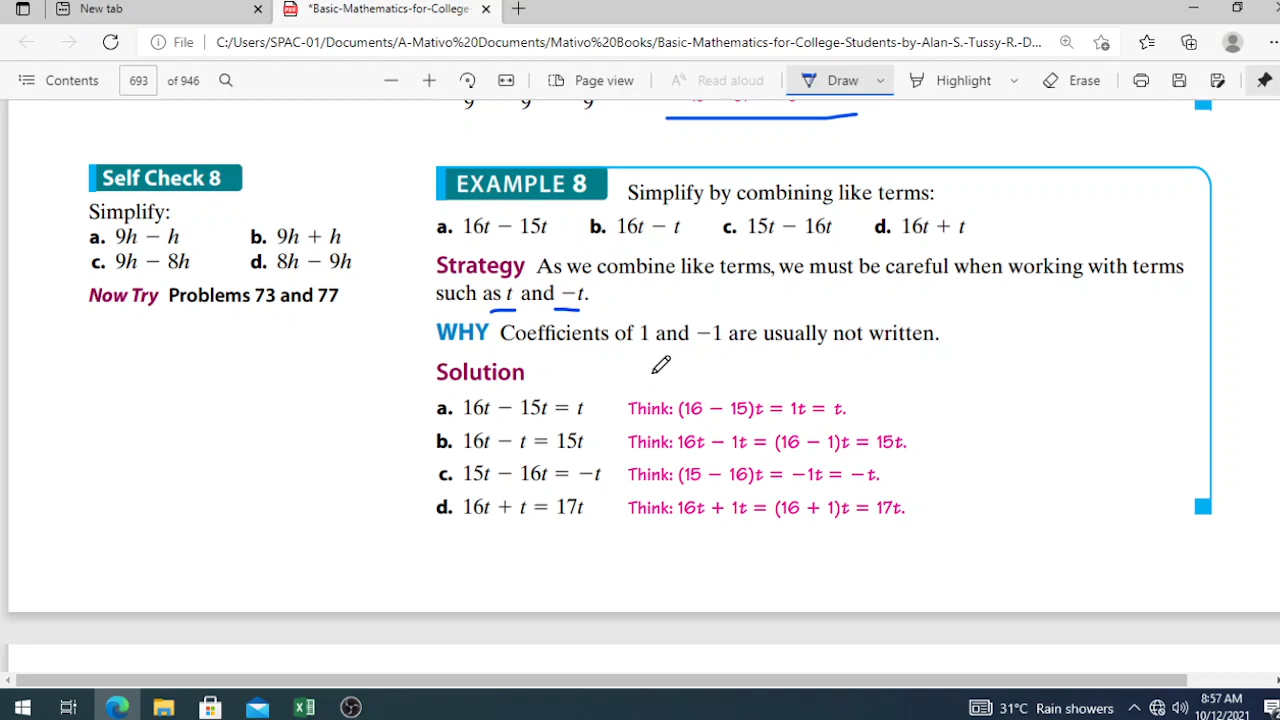 New tab
*Basic-Mathematics-for-College-
File
C:/Users/SPAC-01/Documents/A-Mativo%20Documents/Mativo%20Books/Basic-Mathematics-for-College-Students-by-Alan-S.-Tussy-R.-D...
Contents
693 of 946
Page view
Read aloud
Draw
Highlight
Erase
9 9 9
Self Check 8
Simplify:
a. 9h − h b. 9h + h
c. 9h − 8h d. 8h − 9h
Now Try Problems 73 and 77
EXAMPLE 8 Simplify by combining like terms:
a. 16t − 15t b. 16t − t c. 15t − 16t d. 16t + t
Strategy As we combine like terms, we must be careful when working with terms
such as t and −t.
WHY Coefficients of 1 and −1 are usually not written.
Solution
a. 16t − 15t = t Think: (16 − 15)t = 1t = t.
b. 16t − t = 15t Think: 16t − 1t = (16 − 1)t = 15t.
c. 15t − 16t = −t Think: (15 − 16)t = −1t = −t.
d. 16t + t = 17t Think: 16t + 1t = (16 + 1)t = 17t.
31°C Rain showers
8:57 AM
10/12/2021